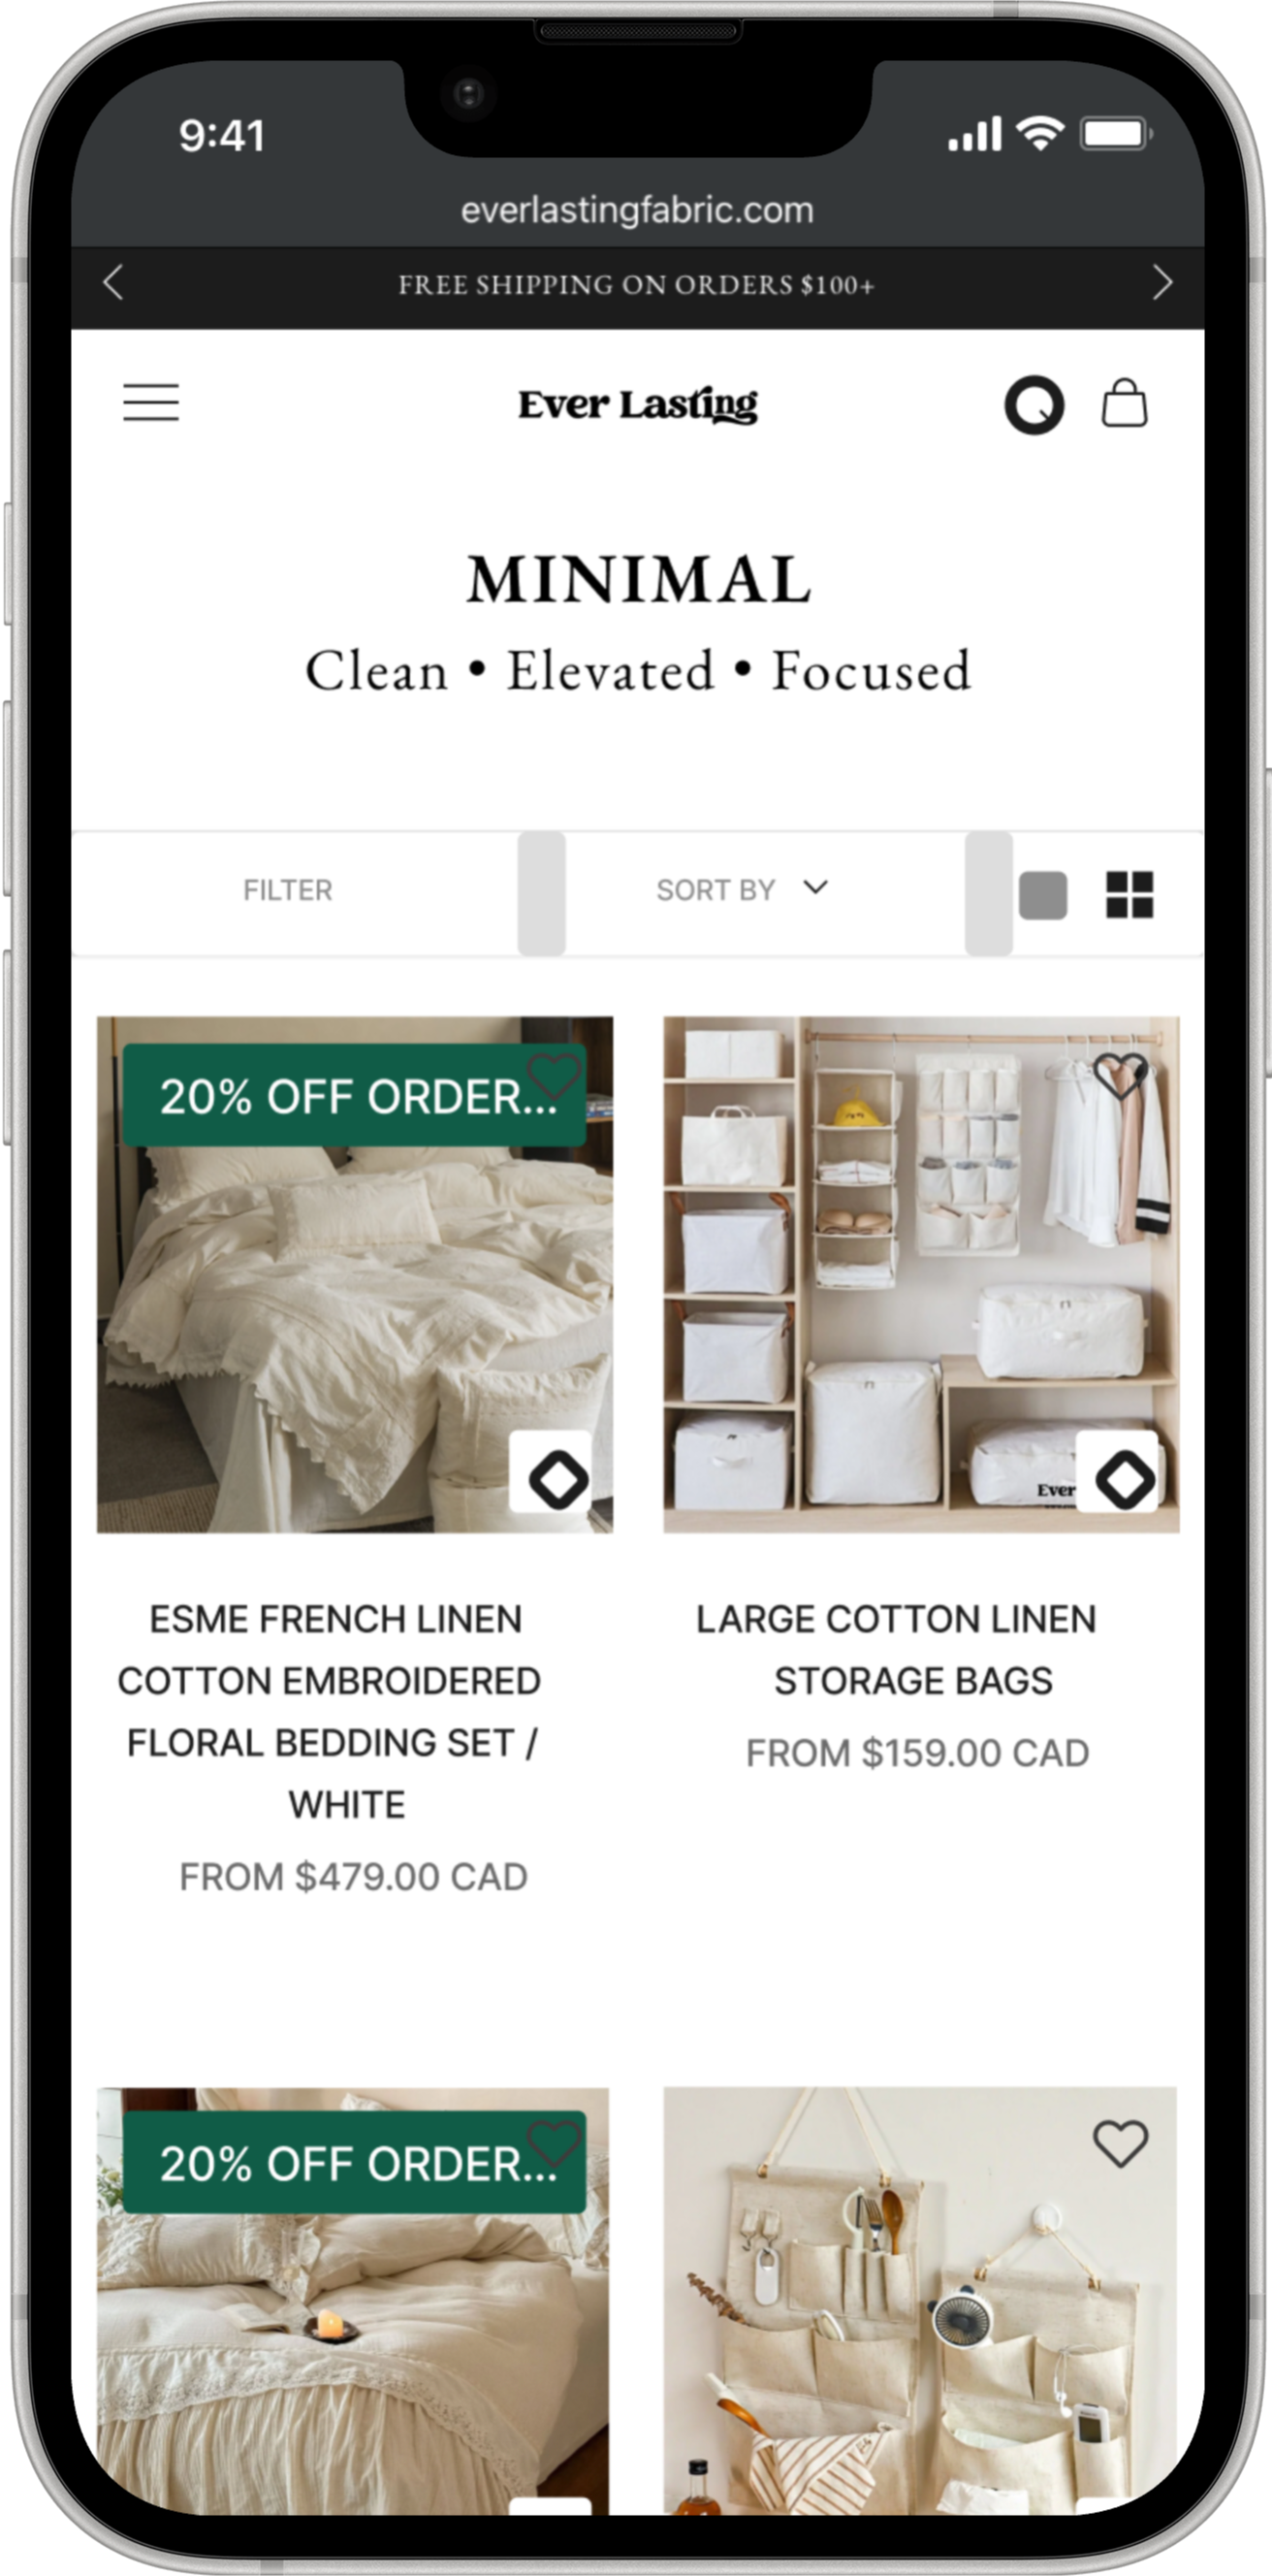 9:41
everlastingfabric.com
FREE SHIPPING ON ORDERS $100+
Ever Lasting
MINIMAL
Clean • Elevated • Focused
FILTER
SORT BY
20% OFF ORDER...
Ever
ESME FRENCH LINEN
COTTON EMBROIDERED
FLORAL BEDDING SET /
WHITE
FROM $479.00 CAD
LARGE COTTON LINEN
STORAGE BAGS
FROM $159.00 CAD
20% OFF ORDER...